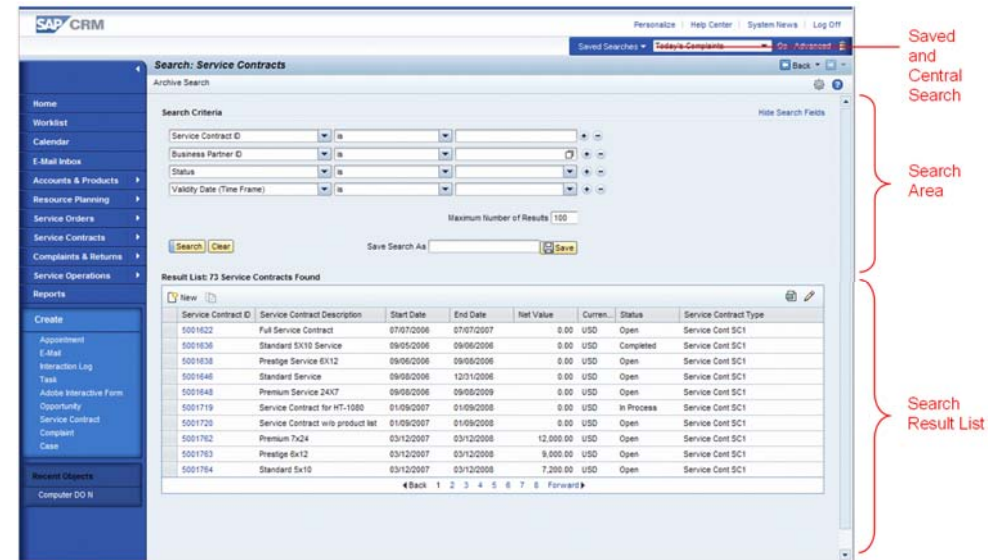 SAP CRM
Personalize Help Center System News Log Off
Saved Searches Today's Complaints Go Advanced
Saved and Central Search
Search: Service Contracts
Back
Archive Search
Home
Worklist
Calendar
E-Mail Inbox
Accounts & Products
Resource Planning
Service Orders
Service Contracts
Complaints & Returns
Service Operations
Reports
Create
Appointment
E-Mail
Interaction Log
Task
Adobe Interactive Form
Opportunity
Service Contract
Complaint
Case
Recent Objects
Computer DO N
Search Criteria
Hide Search Fields
Service Contract ID is
Business Partner ID is
Status is
Validity Date (Time Frame) is
Maximum Number of Results 100
Search Clear Save Search As Save
Search Area
Result List: 73 Service Contracts Found
New
Service Contract ID Service Contract Description Start Date End Date Net Value Curren... Status Service Contract Type
5001622 Full Service Contract 07/07/2006 07/07/2007 0.00 USD Open Service Cont SC1
5001636 Standard 5X10 Service 09/05/2006 09/06/2006 0.00 USD Completed Service Cont SC1
5001638 Prestige Service 6X12 09/06/2006 09/08/2006 0.00 USD Open Service Cont SC1
5001646 Standard Service 09/08/2006 12/31/2006 0.00 USD Open Service Cont SC1
5001648 Premium Service 24X7 09/08/2006 09/08/2009 0.00 USD Open Service Cont SC1
5001719 Service Contract for HT-1080 01/09/2007 01/09/2008 0.00 USD In Process Service Cont SC1
5001720 Service Contract w/o product list 01/09/2007 01/09/2008 0.00 USD Open Service Cont SC1
5001762 Premium 7x24 03/12/2007 03/12/2008 12,000.00 USD Open Service Cont SC1
5001763 Prestige 6x12 03/12/2007 03/12/2008 9,000.00 USD Open Service Cont SC1
5001764 Standard 5x10 03/12/2007 03/12/2008 7,200.00 USD Open Service Cont SC1
Back 1 2 3 4 5 6 7 8 Forward
Search Result List